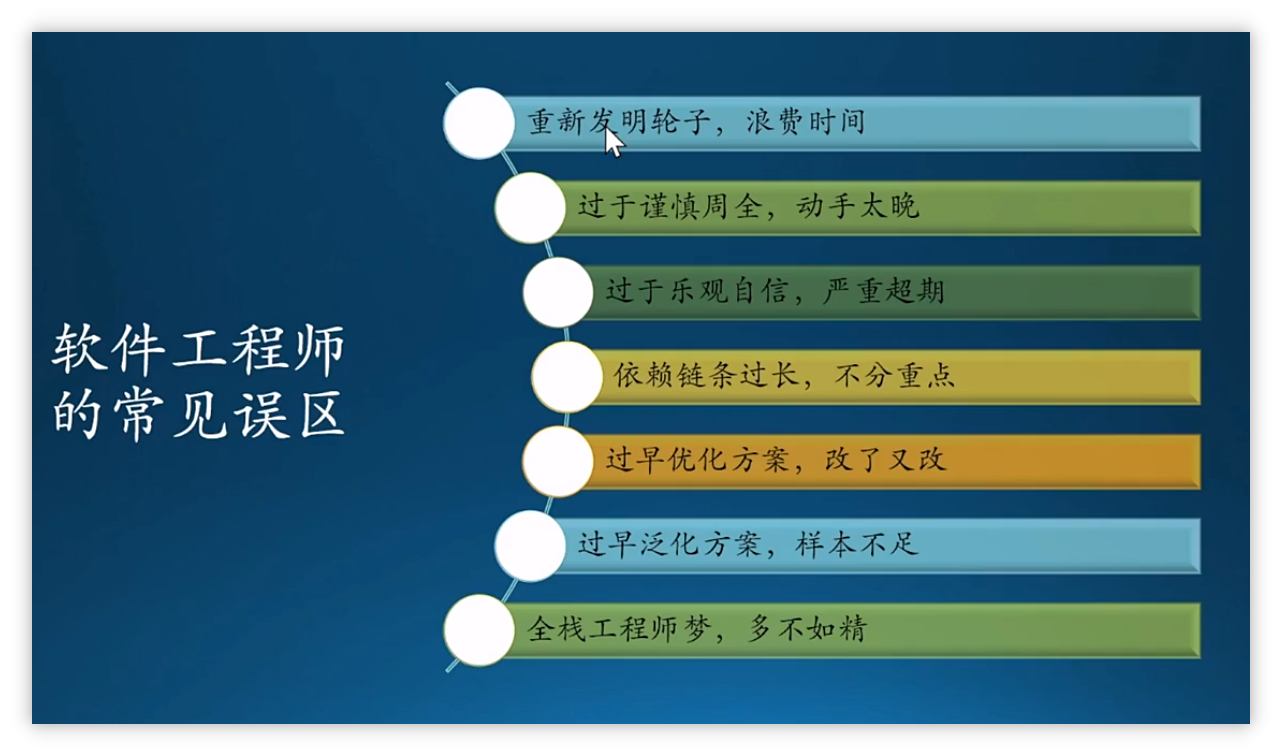 软件工程师
的常见误区
重新发明轮子，浪费时间
过于谨慎周全，动手太晚
过于乐观自信，严重超期
依赖链条过长，不分重点
过早优化方案，改了又改
过早泛化方案，样本不足
全栈工程师梦，多不如精